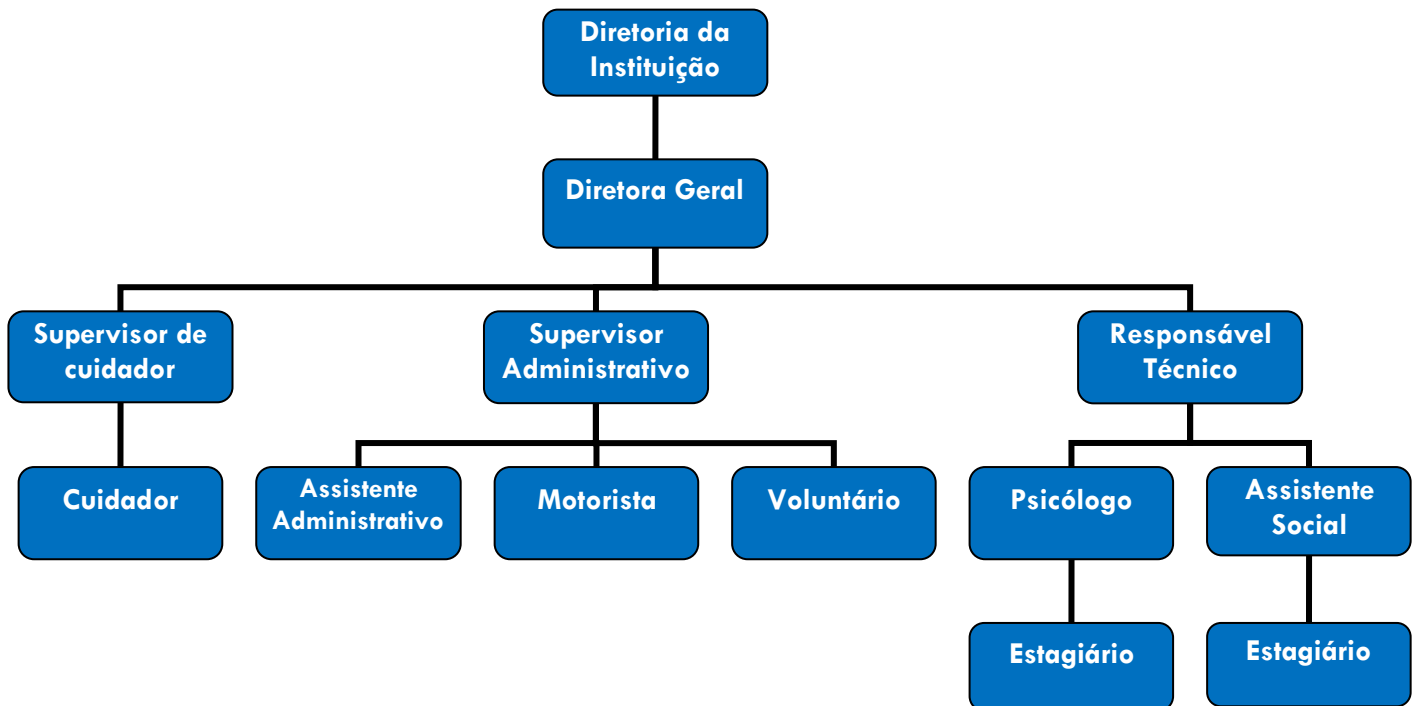 Diretoria da
Instituição
Diretora Geral
Supervisor de
cuidador
Supervisor
Administrativo
Responsável
Técnico
Cuidador
Assistente
Administrativo
Motorista
Voluntário
Psicólogo
Assistente
Social
Estagiário
Estagiário